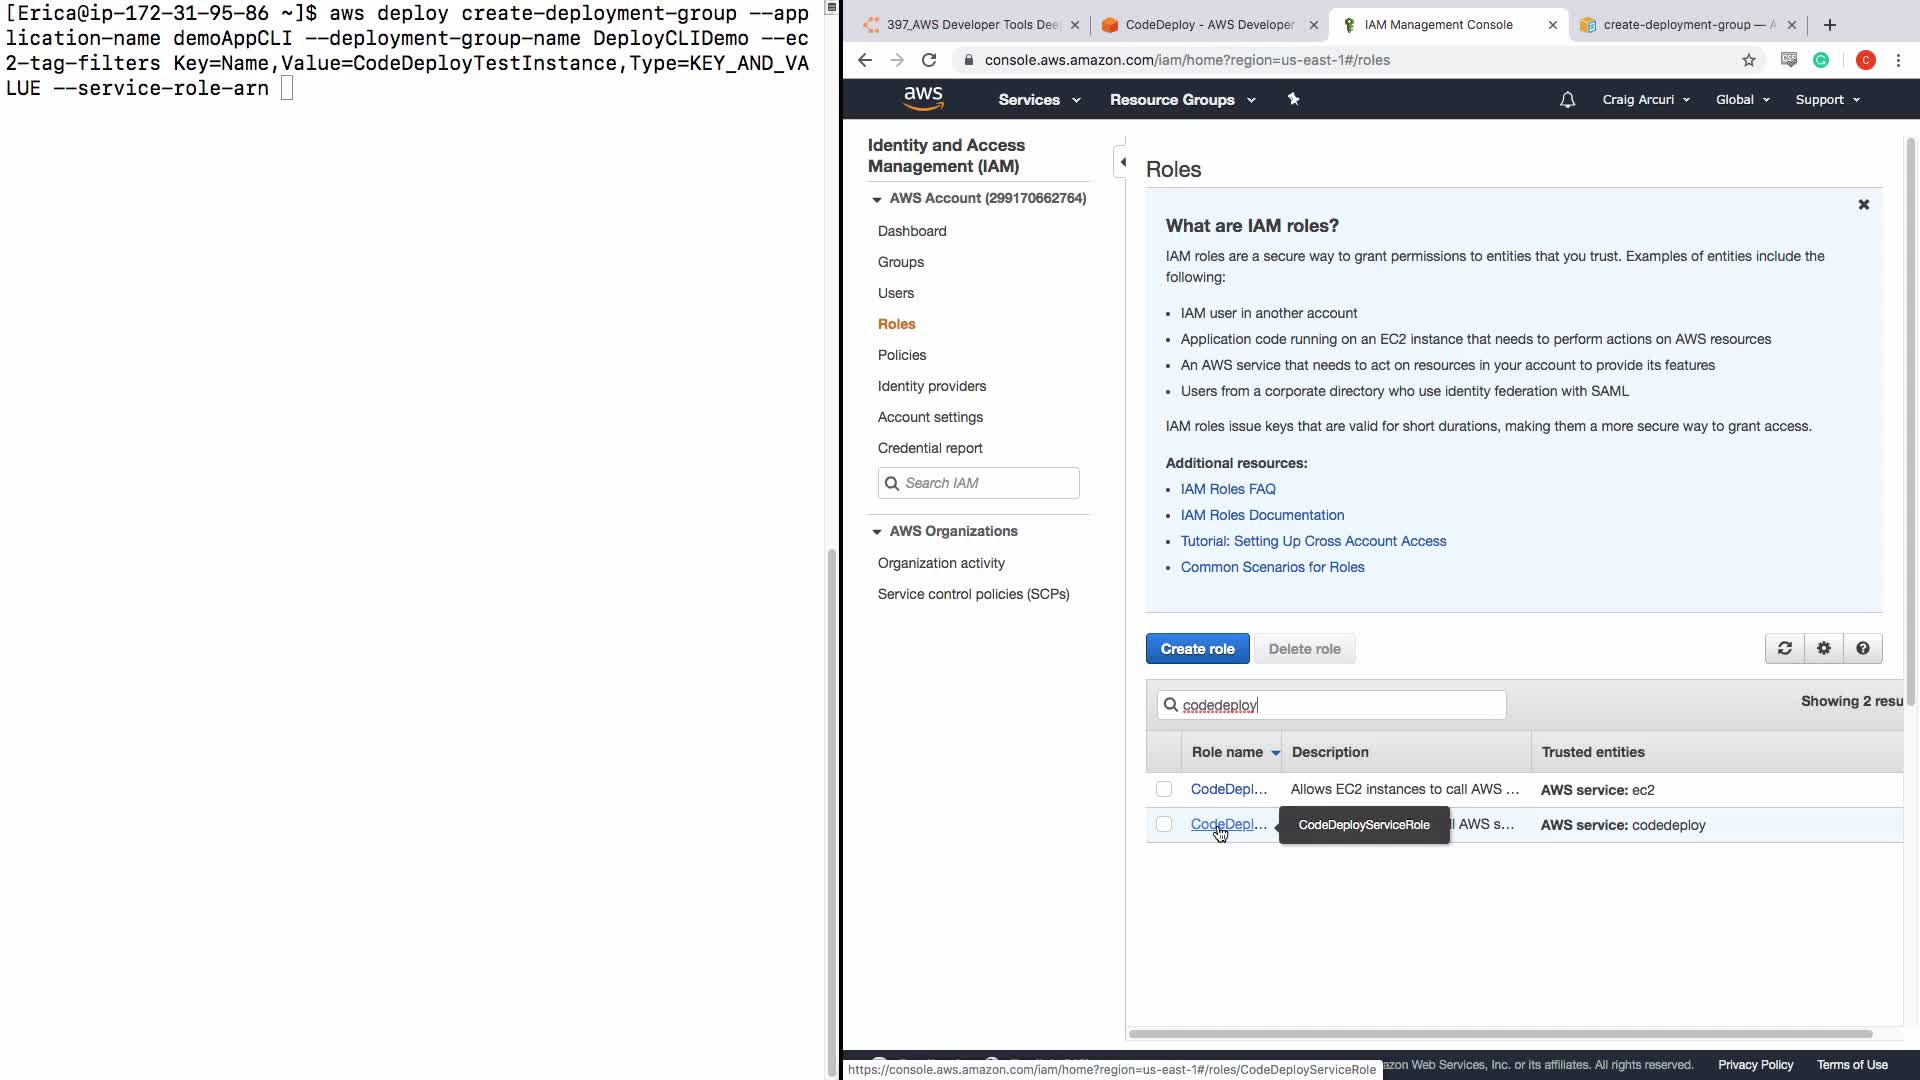 [Erica@ip-172-31-95-86 ~]$ aws deploy create-deployment-group --app
lication-name demoAppCLI --deployment-group-name DeployCLIDemo --ec
2-tag-filters Key=Name,Value=CodeDeployTestInstance,Type=KEY_AND_VA
LUE --service-role-arn
397_AWS Developer Tools Dee
CodeDeploy - AWS Developer
IAM Management Console
create-deployment-group — A
console.aws.amazon.com/iam/home?region=us-east-1#/roles
C
aws
Services
Resource Groups
Craig Arcuri
Global
Support
Identity and Access
Management (IAM)
AWS Account (299170662764)
Dashboard
Groups
Users
Roles
Policies
Identity providers
Account settings
Credential report
Search IAM
AWS Organizations
Organization activity
Service control policies (SCPs)
Roles
What are IAM roles?
IAM roles are a secure way to grant permissions to entities that you trust. Examples of entities include the
following:
• IAM user in another account
• Application code running on an EC2 instance that needs to perform actions on AWS resources
• An AWS service that needs to act on resources in your account to provide its features
• Users from a corporate directory who use identity federation with SAML
IAM roles issue keys that are valid for short durations, making them a more secure way to grant access.
Additional resources:
• IAM Roles FAQ
• IAM Roles Documentation
• Tutorial: Setting Up Cross Account Access
• Common Scenarios for Roles
Create role
Delete role
codedeploy
Showing 2 resu
Role name
Description
Trusted entities
CodeDepl...
Allows EC2 instances to call AWS ...
AWS service: ec2
CodeDepl...
CodeDeployServiceRole
ll AWS s...
AWS service: codedeploy
https://console.aws.amazon.com/iam/home?region=us-east-1#/roles/CodeDeployServiceRole
azon Web Services, Inc. or its affiliates. All rights reserved.
Privacy Policy
Terms of Use